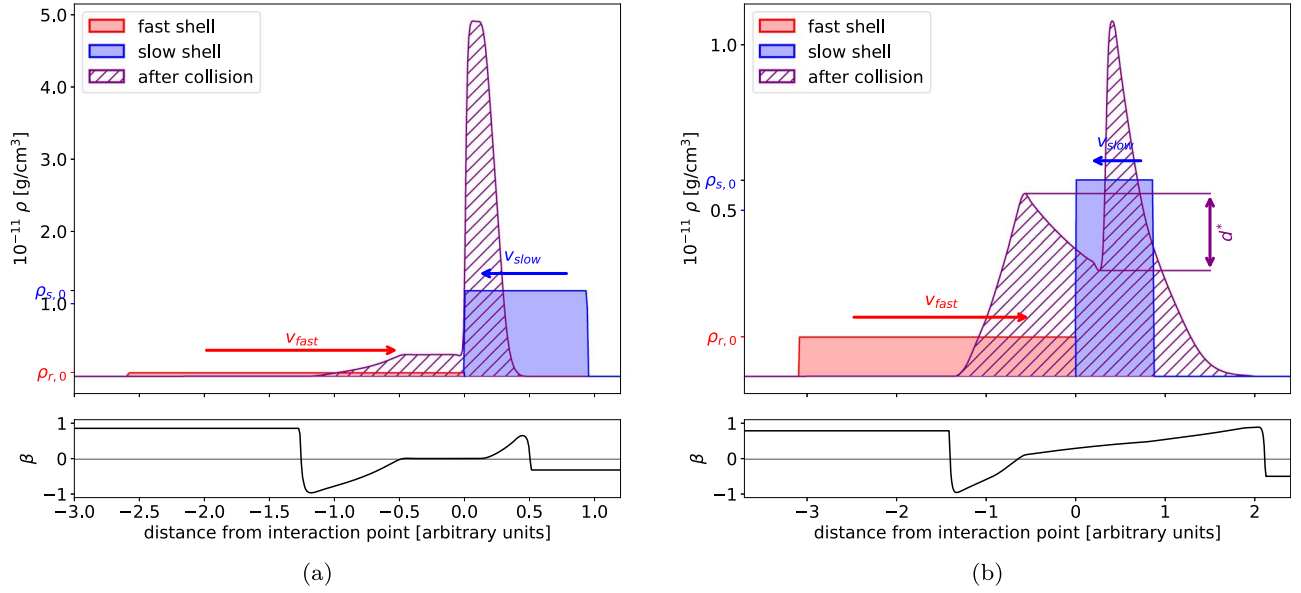 fast shell
slow shell
after collision
5.0
4.0
3.0
2.0
1.0
10⁻¹¹ ρ [g/cm³]
ρs, 0
ρr, 0
vslow
vfast
1
0
−1
β
−3.0 −2.5 −2.0 −1.5 −1.0 −0.5 0.0 0.5 1.0
distance from interaction point [arbitrary units]
(a)
fast shell
slow shell
after collision
1.0
0.5
10⁻¹¹ ρ [g/cm³]
ρs, 0
ρr, 0
vslow
vfast
d*
1
0
−1
β
−3 −2 −1 0 1 2
distance from interaction point [arbitrary units]
(b)